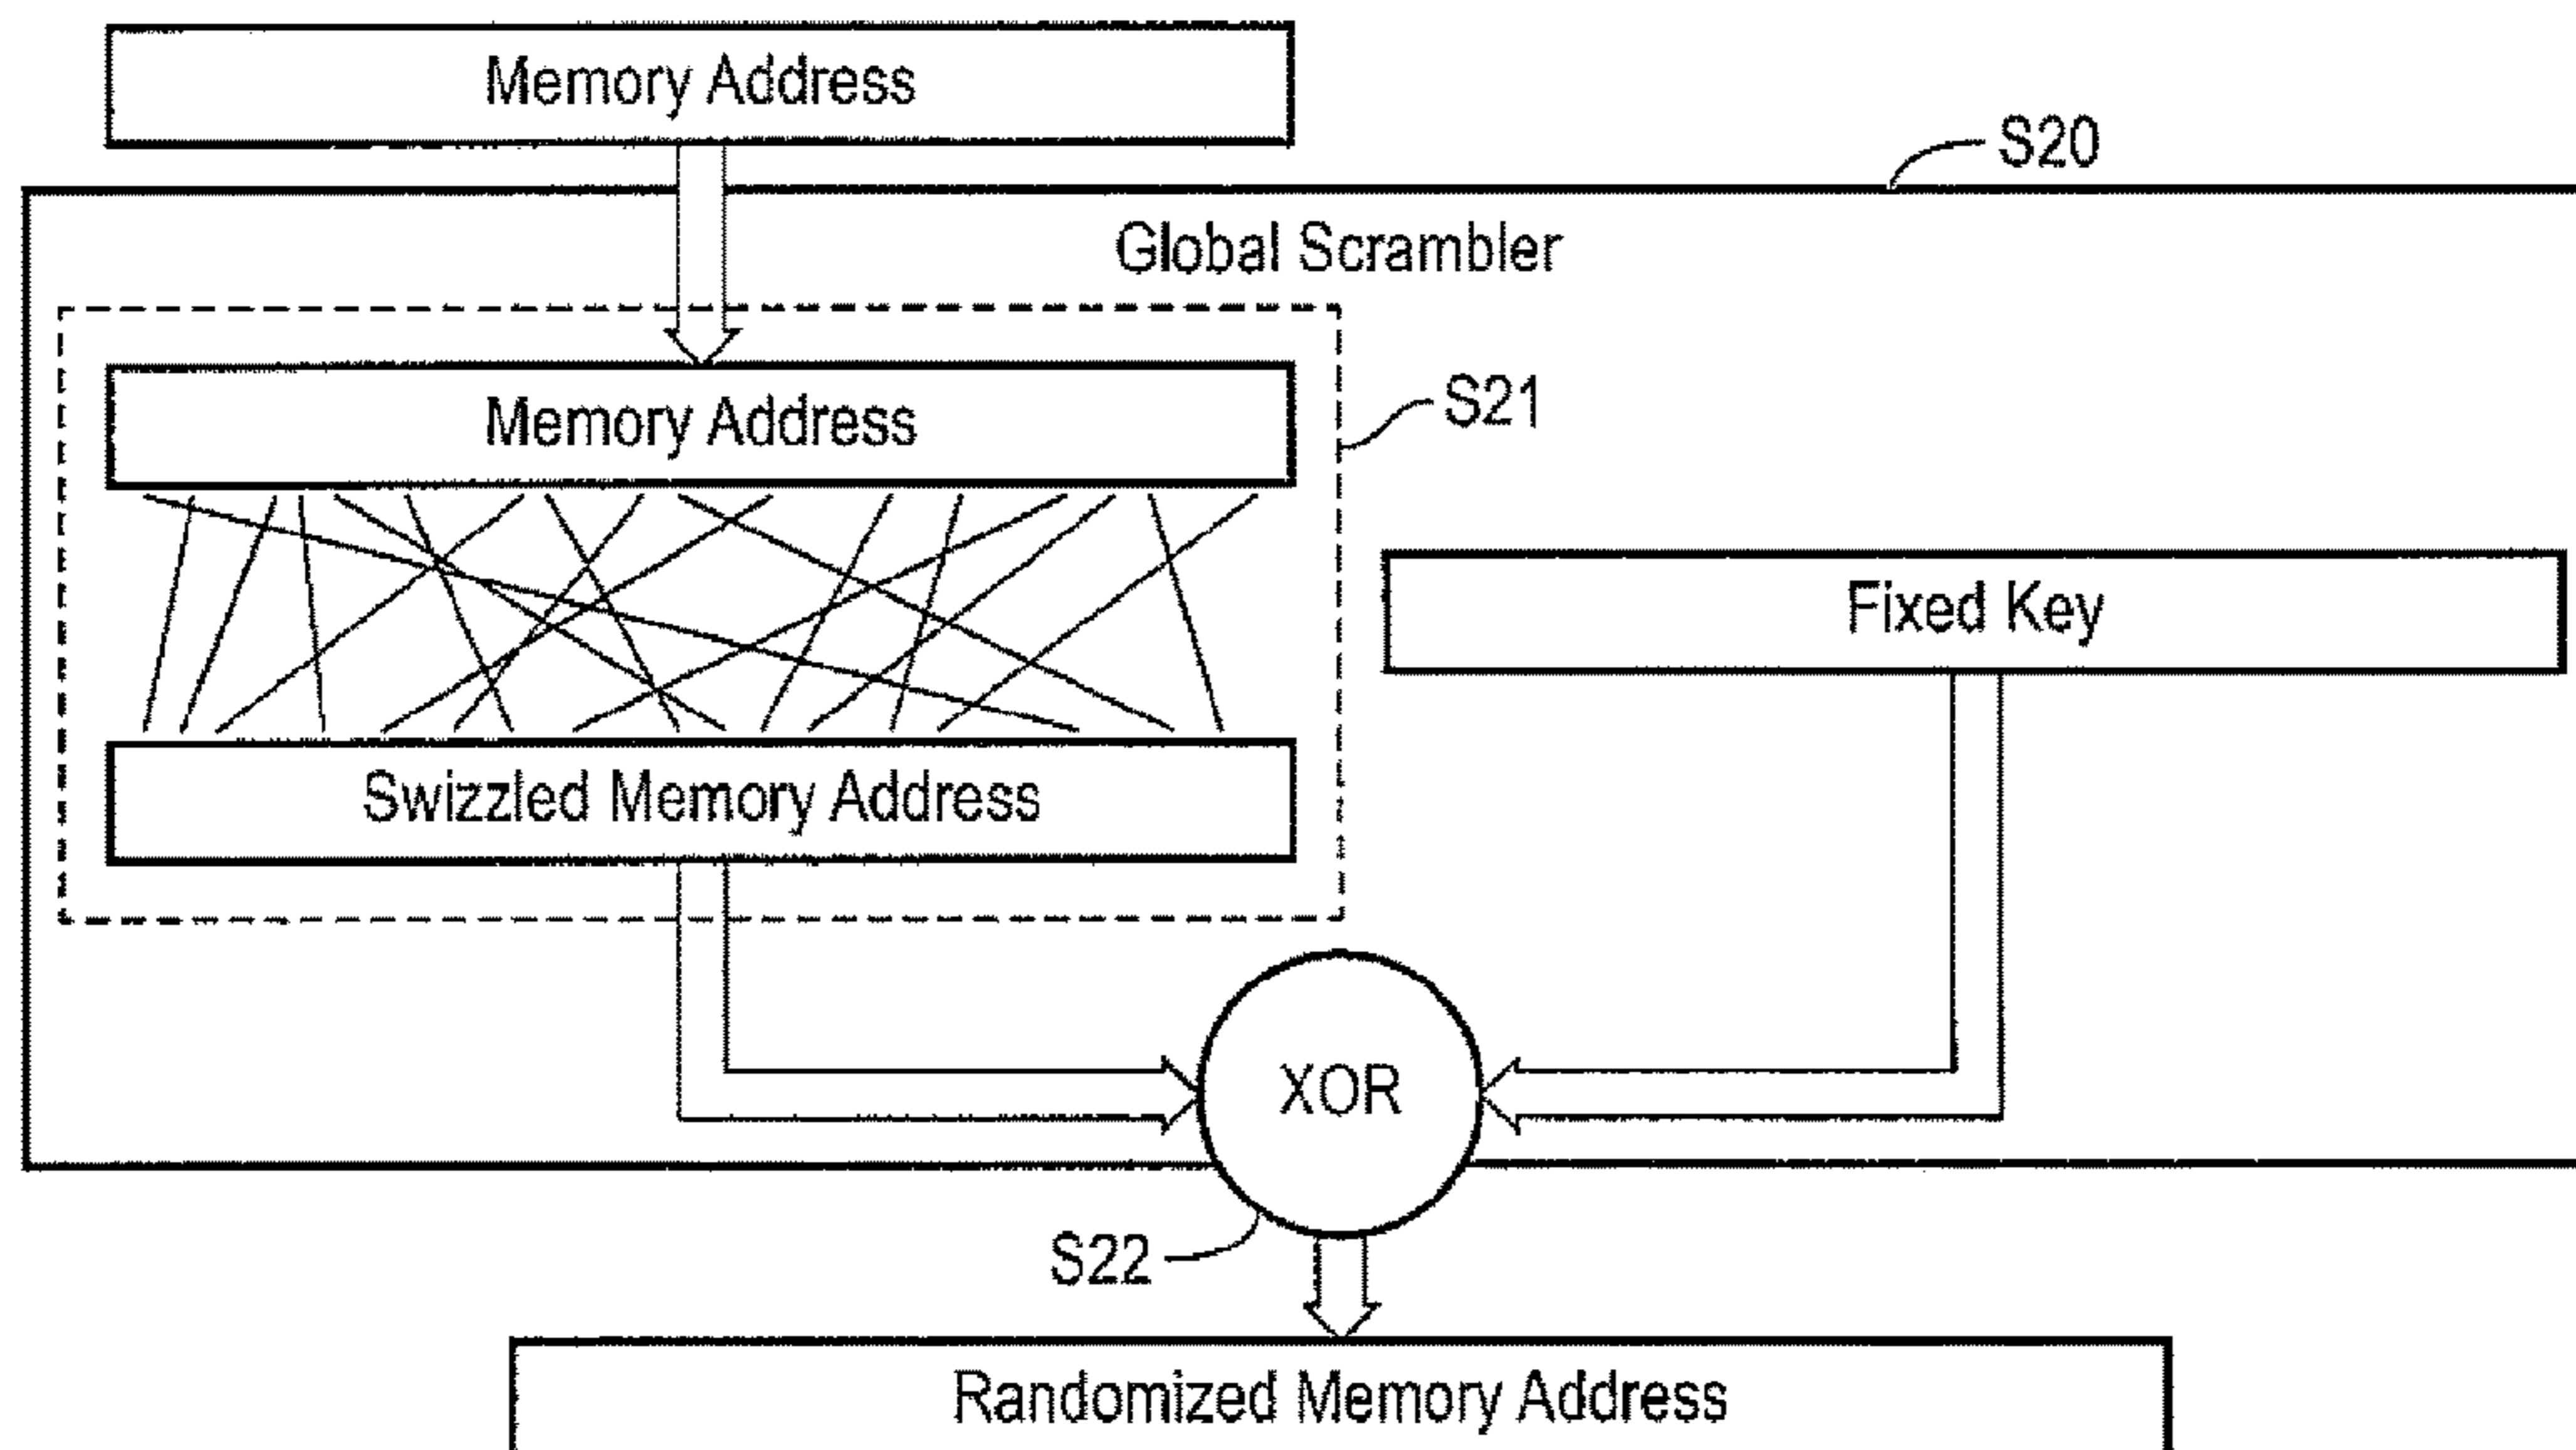 Memory Address
S20
Global Scrambler
Memory Address
S21
Fixed Key
Swizzled Memory Address
XOR
S22
Randomized Memory Address